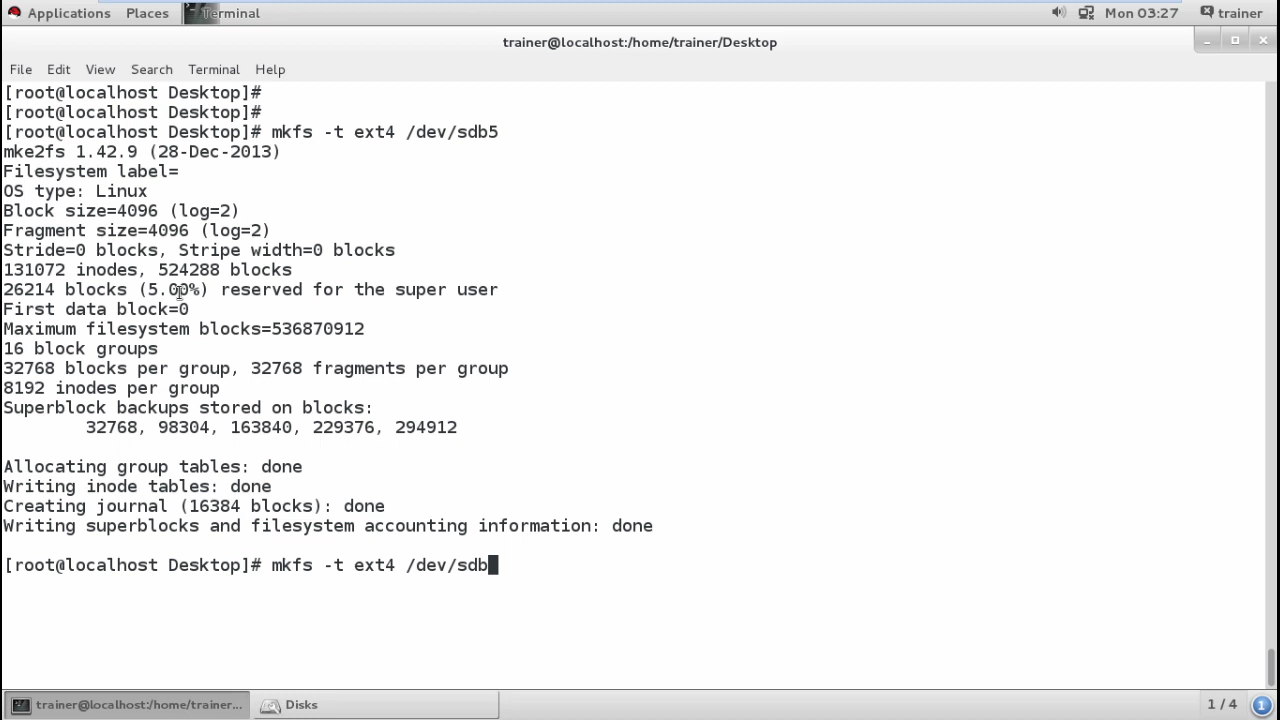 Applications Places Terminal Mon 03:27 trainer
trainer@localhost:/home/trainer/Desktop
File Edit View Search Terminal Help
[root@localhost Desktop]#
[root@localhost Desktop]#
[root@localhost Desktop]# mkfs -t ext4 /dev/sdb5
mke2fs 1.42.9 (28-Dec-2013)
Filesystem label=
OS type: Linux
Block size=4096 (log=2)
Fragment size=4096 (log=2)
Stride=0 blocks, Stripe width=0 blocks
131072 inodes, 524288 blocks
26214 blocks (5.00%) reserved for the super user
First data block=0
Maximum filesystem blocks=536870912
16 block groups
32768 blocks per group, 32768 fragments per group
8192 inodes per group
Superblock backups stored on blocks:
32768, 98304, 163840, 229376, 294912
Allocating group tables: done
Writing inode tables: done
Creating journal (16384 blocks): done
Writing superblocks and filesystem accounting information: done
[root@localhost Desktop]# mkfs -t ext4 /dev/sdb
trainer@localhost:/home/trainer... Disks 1 / 4 1